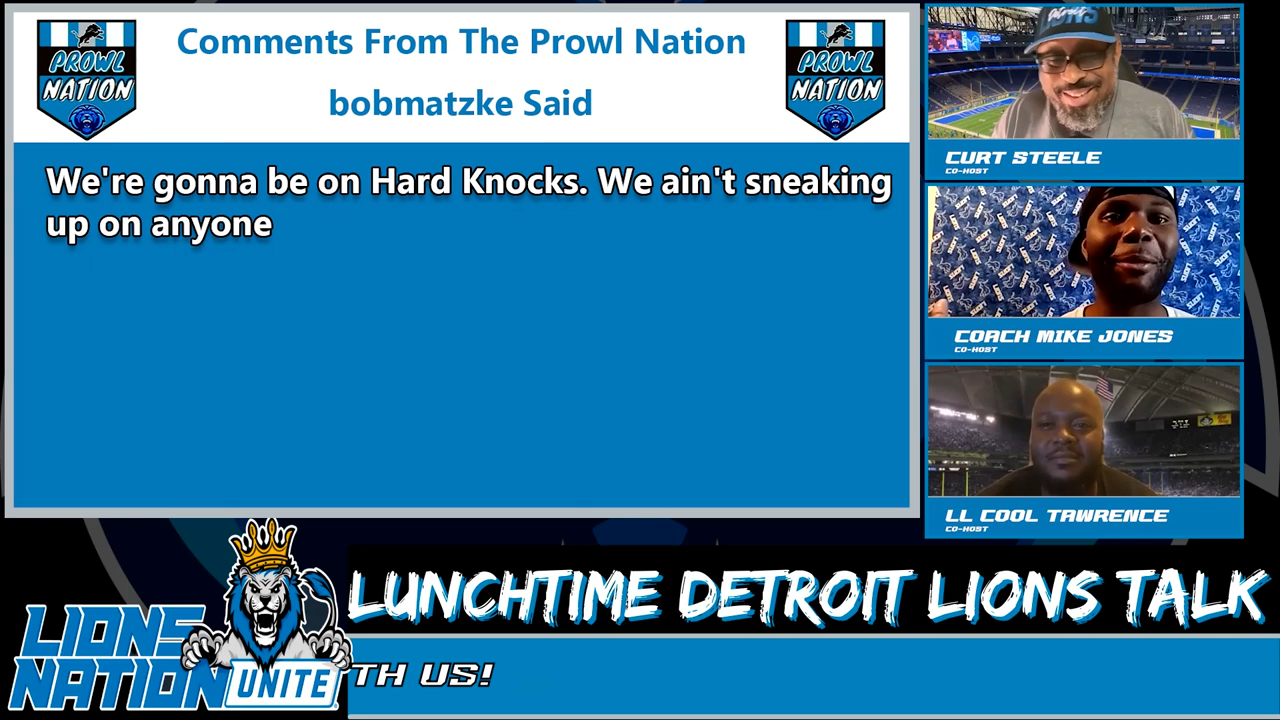 PROWL
NATION
Comments From The Prowl Nation
bobmatzke Said
PROWL
NATION
We're gonna be on Hard Knocks. We ain't sneaking
up on anyone
CURT STEELE
CO-HOST
COACH MIKE JONES
CO-HOST
LL COOL TAWRENCE
CO-HOST
LIONS
NATION
UNITE
LUNCHTIME DETROIT LIONS TALK
TH US!